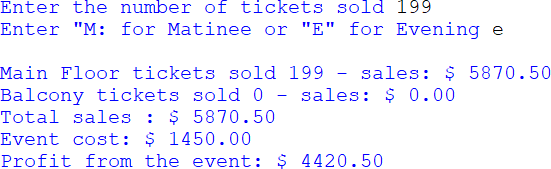 Enter the number of tickets sold 199
Enter "M: for Matinee or "E" for Evening e
Main Floor tickets sold 199 - sales: $ 5870.50
Balcony tickets sold 0 - sales: $ 0.00
Total sales : $ 5870.50
Event cost: $ 1450.00
Profit from the event: $ 4420.50